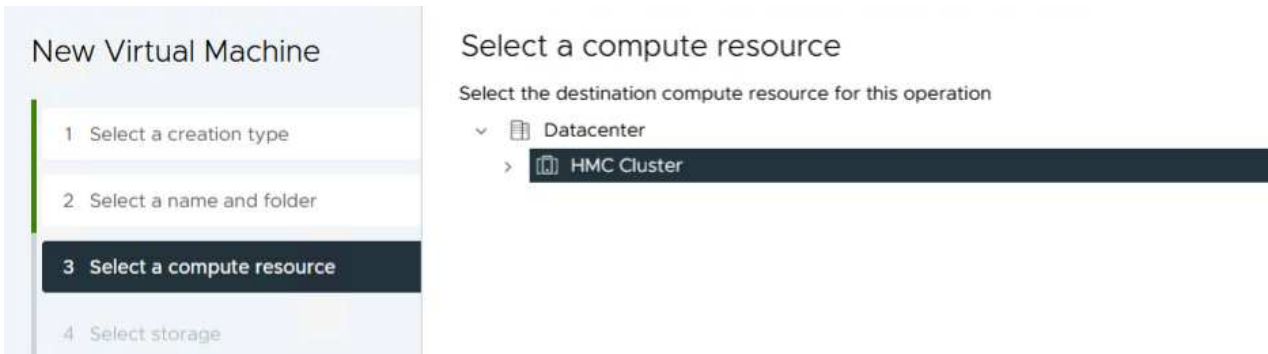 New Virtual Machine
1 Select a creation type
2 Select a name and folder
3 Select a compute resource
4 Select storage
Select a compute resource
Select the destination compute resource for this operation
Datacenter
HMC Cluster